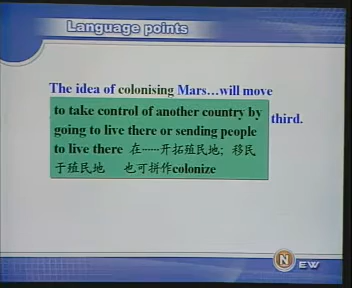 Language points
The idea of colonising Mars…will move
to take control of another country by
going to live there or sending people
to live there 在……开拓殖民地；移民
于殖民地 也可拼作colonize
third.
N EW